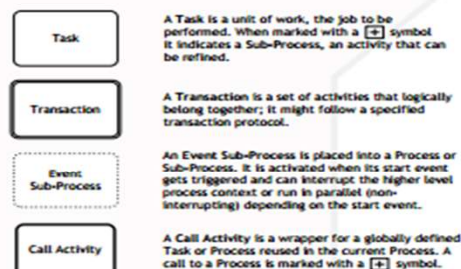 Task
A Task is a unit of work, the job to be
performed. When marked with a + symbol
it indicates a Sub-Process, an activity that can
be refined.
Transaction
A Transaction is a set of activities that logically
belong together; it might follow a specified
transaction protocol.
Event
Sub-Process
An Event Sub-Process is placed into a Process or
Sub-Process. It is activated when its start event
gets triggered and can interrupt the higher level
process context or run in parallel (non-
interrupting) depending on the start event.
Call Activity
A Call Activity is a wrapper for a globally defined
Task or Process reused in the current Process. A
call to a Process is marked with a + symbol.